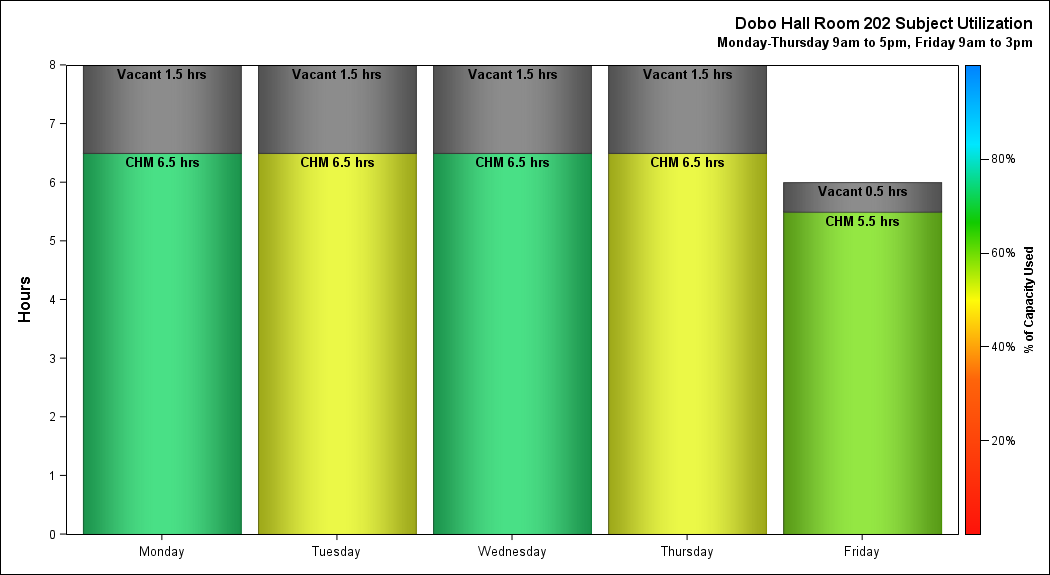 Dobo Hall Room 202 Subject Utilization
Monday-Thursday 9am to 5pm, Friday 9am to 3pm
Hours
8
7
6
5
4
3
2
1
0
Vacant 1.5 hrs
CHM 6.5 hrs
Vacant 1.5 hrs
CHM 6.5 hrs
Vacant 1.5 hrs
CHM 6.5 hrs
Vacant 1.5 hrs
CHM 6.5 hrs
Vacant 0.5 hrs
CHM 5.5 hrs
Monday
Tuesday
Wednesday
Thursday
Friday
80%
60%
40%
20%
% of Capacity Used